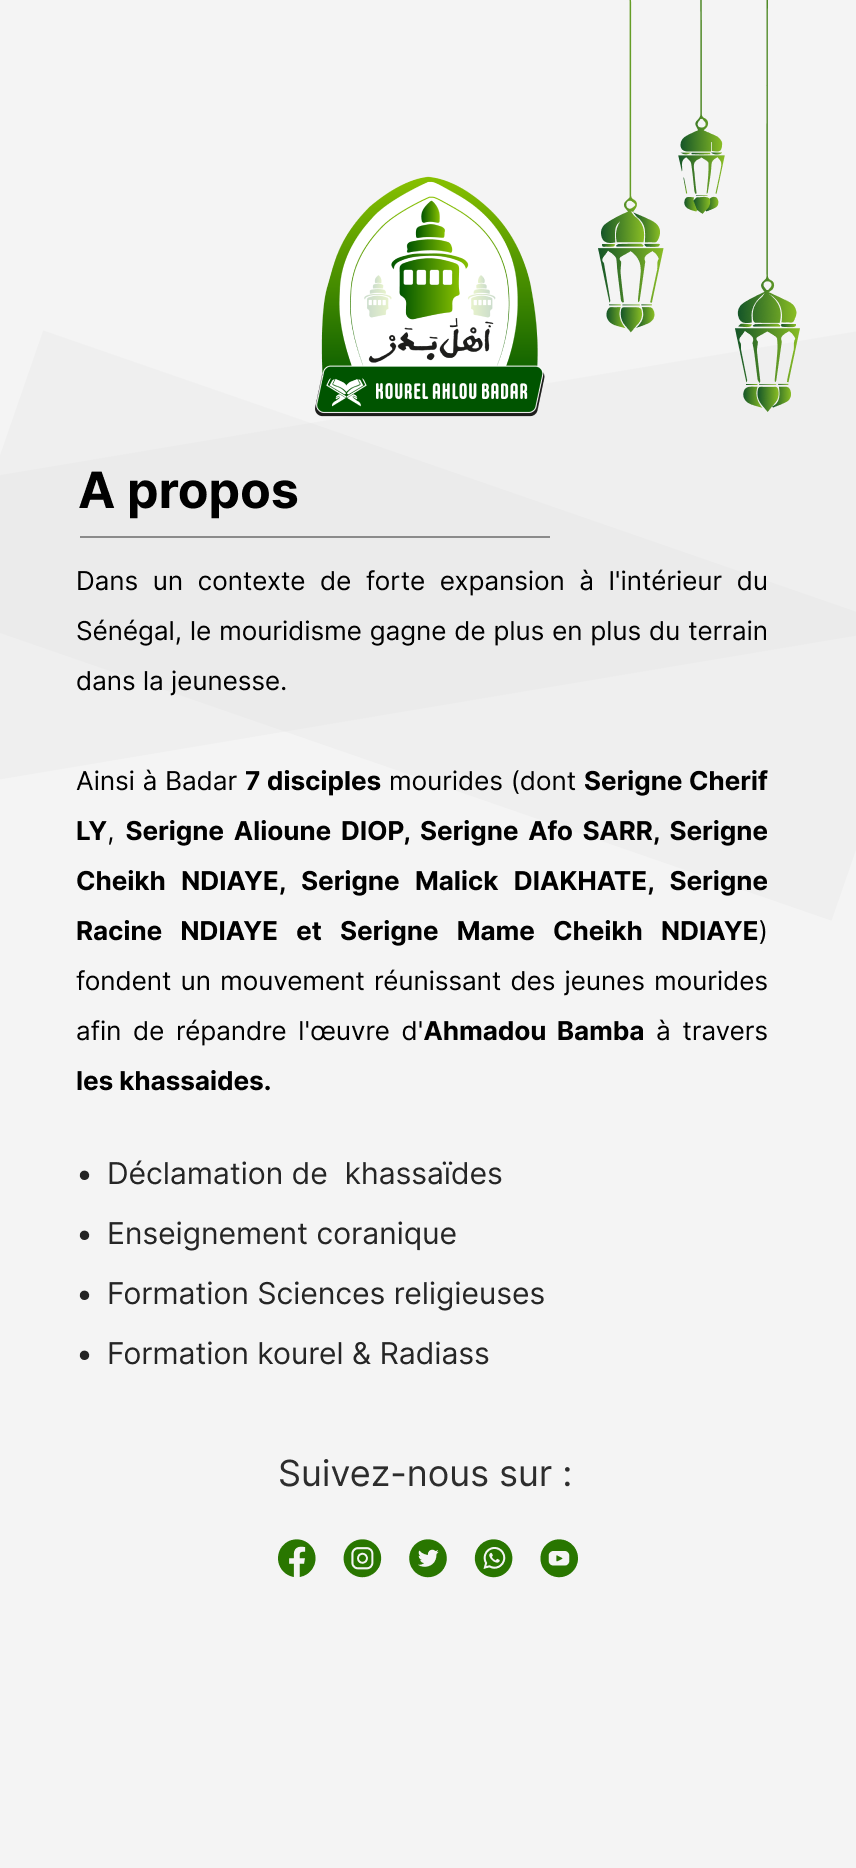 أهل بدر
KOUREL AHLOU BADAR
A propos
Dans un contexte de forte expansion à l'intérieur du
Sénégal, le mouridisme gagne de plus en plus du terrain
dans la jeunesse.
Ainsi à Badar 7 disciples mourides (dont Serigne Cherif
LY, Serigne Alioune DIOP, Serigne Afo SARR, Serigne
Cheikh NDIAYE, Serigne Malick DIAKHATE, Serigne
Racine NDIAYE et Serigne Mame Cheikh NDIAYE)
fondent un mouvement réunissant des jeunes mourides
afin de répandre l'œuvre d'Ahmadou Bamba à travers
les khassaides.
• Déclamation de khassaïdes
• Enseignement coranique
• Formation Sciences religieuses
• Formation kourel & Radiass
Suivez-nous sur :